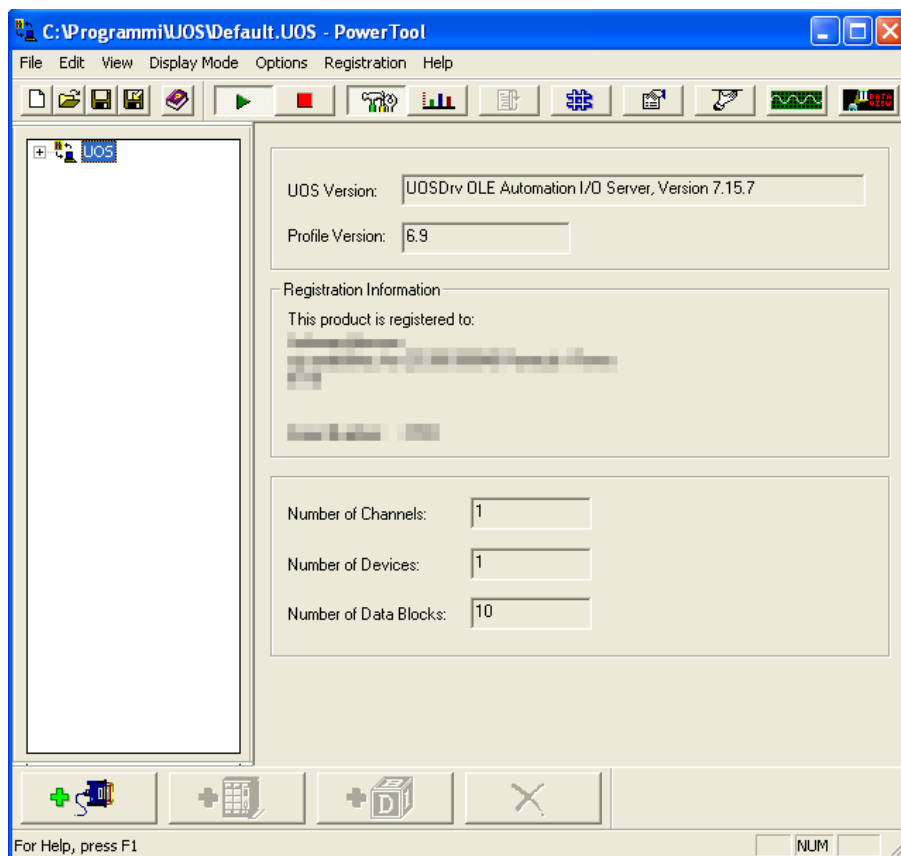 C:\Programmi\UOS\Default.UOS - PowerTool
File Edit View Display Mode Options Registration Help
DATA
VIEW
UOS
UOS Version: UOSDrv OLE Automation I/O Server, Version 7.15.7
Profile Version: 6.9
Registration Information
This product is registered to:
Number of Channels: 1
Number of Devices: 1
Number of Data Blocks: 10
D
For Help, press F1
NUM